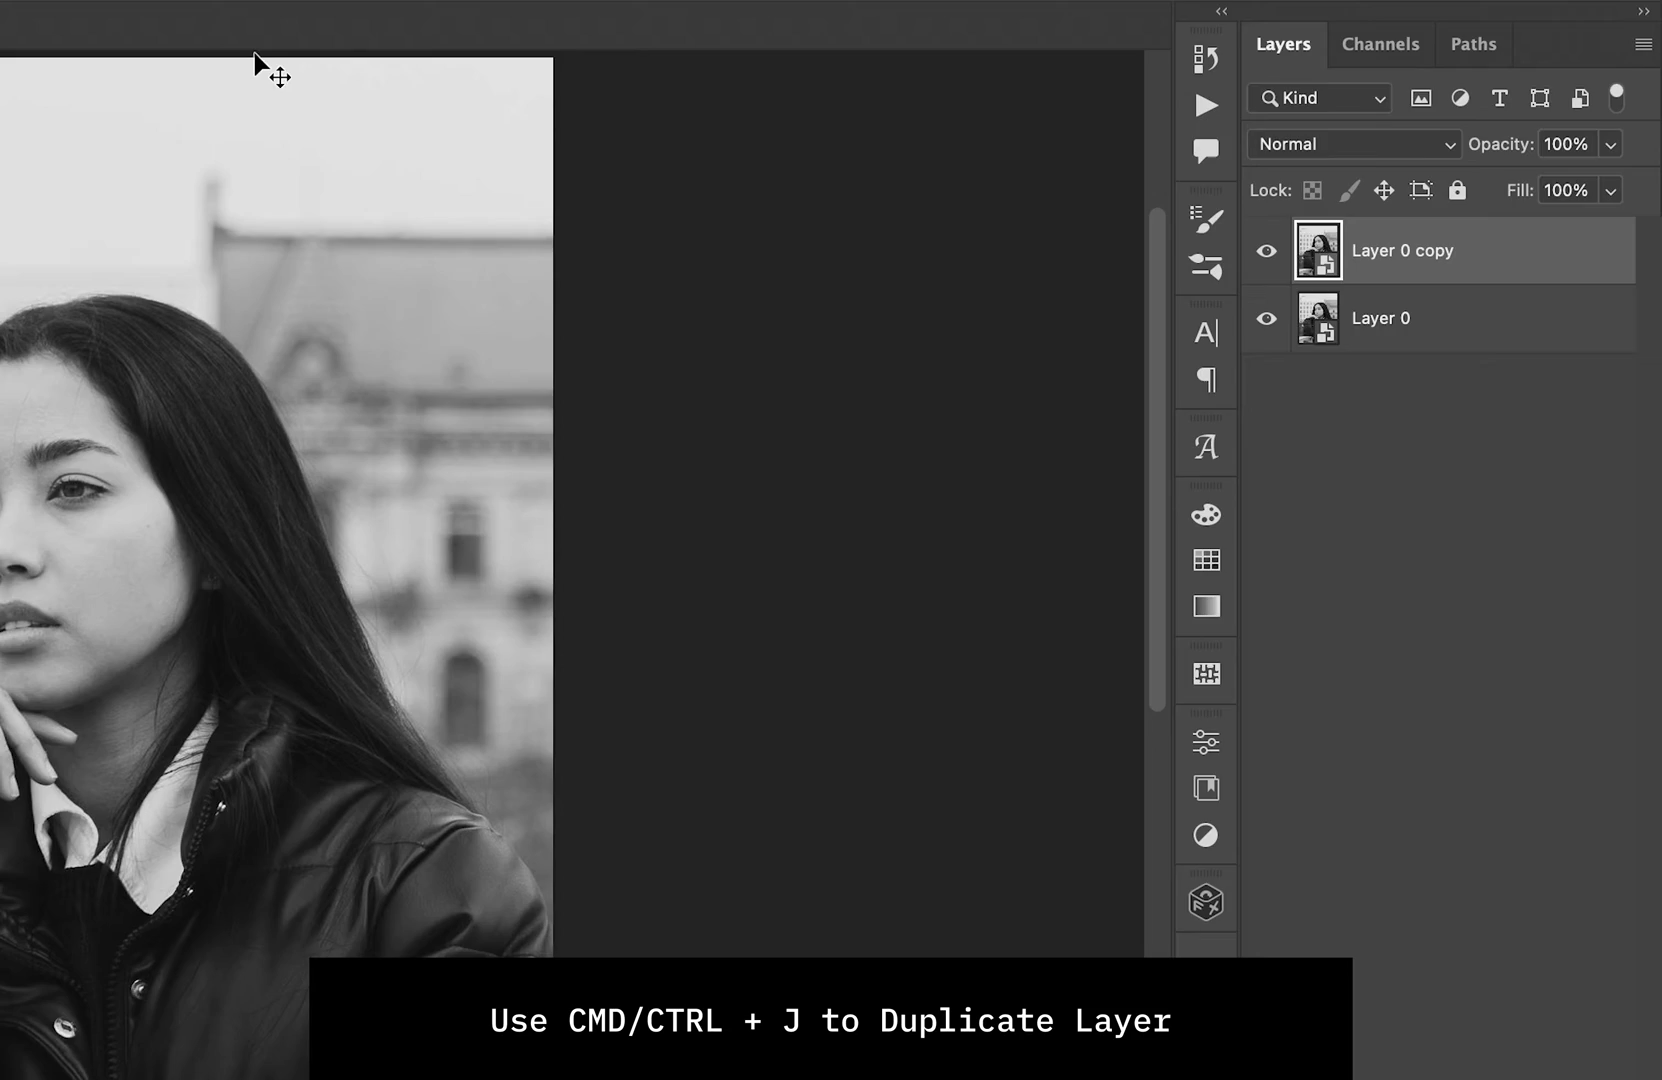 Layers Channels Paths
Kind
Normal Opacity: 100%
Lock: Fill: 100%
Layer 0 copy
Layer 0
Use CMD/CTRL + J to Duplicate Layer